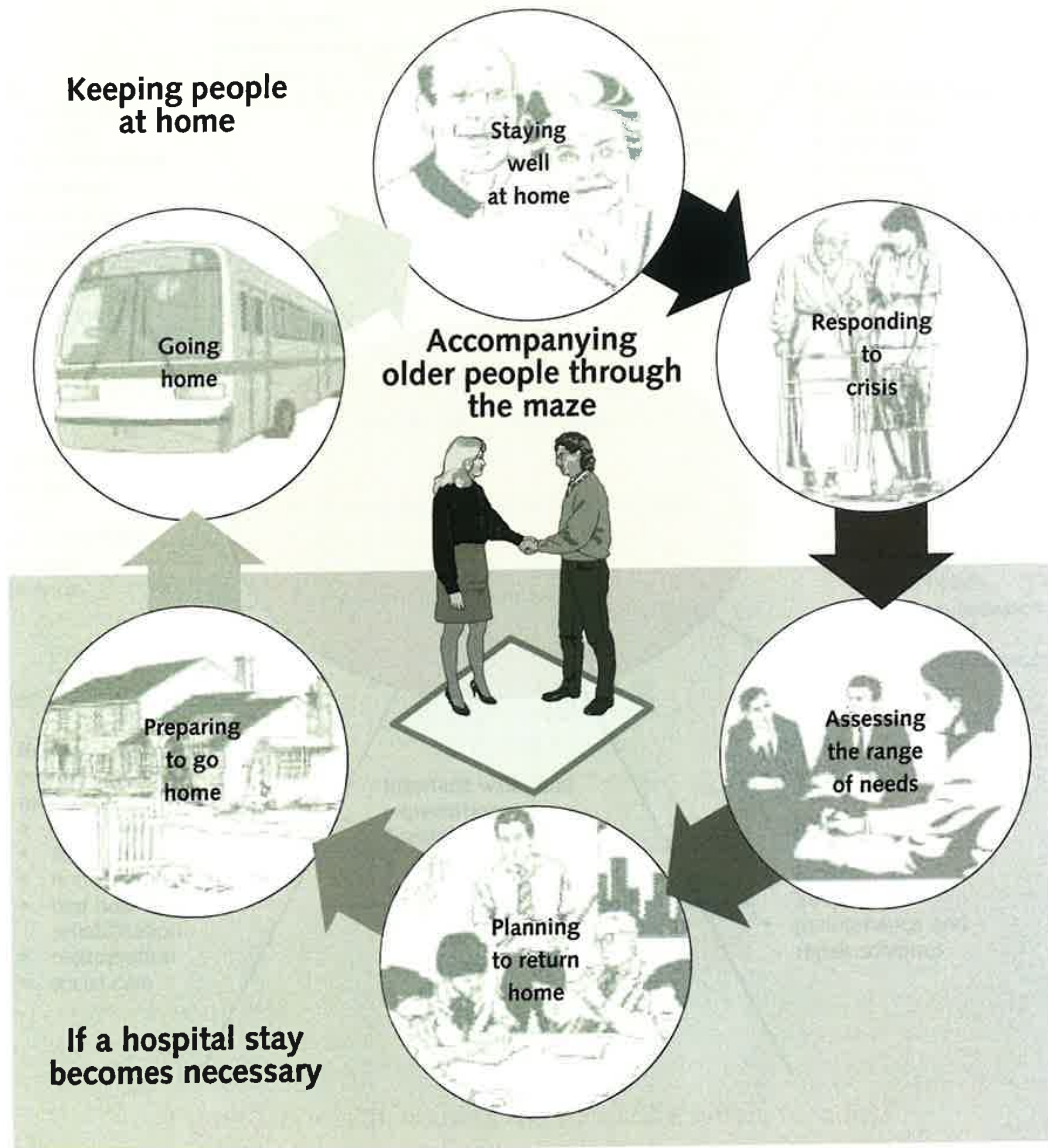 Keeping people
at home
Staying
well
at home
Going
home
Accompanying
older people through
the maze
Responding
to
crisis
Preparing
to go
home
Assessing
the range
of needs
Planning
to return
home
If a hospital stay
becomes necessary